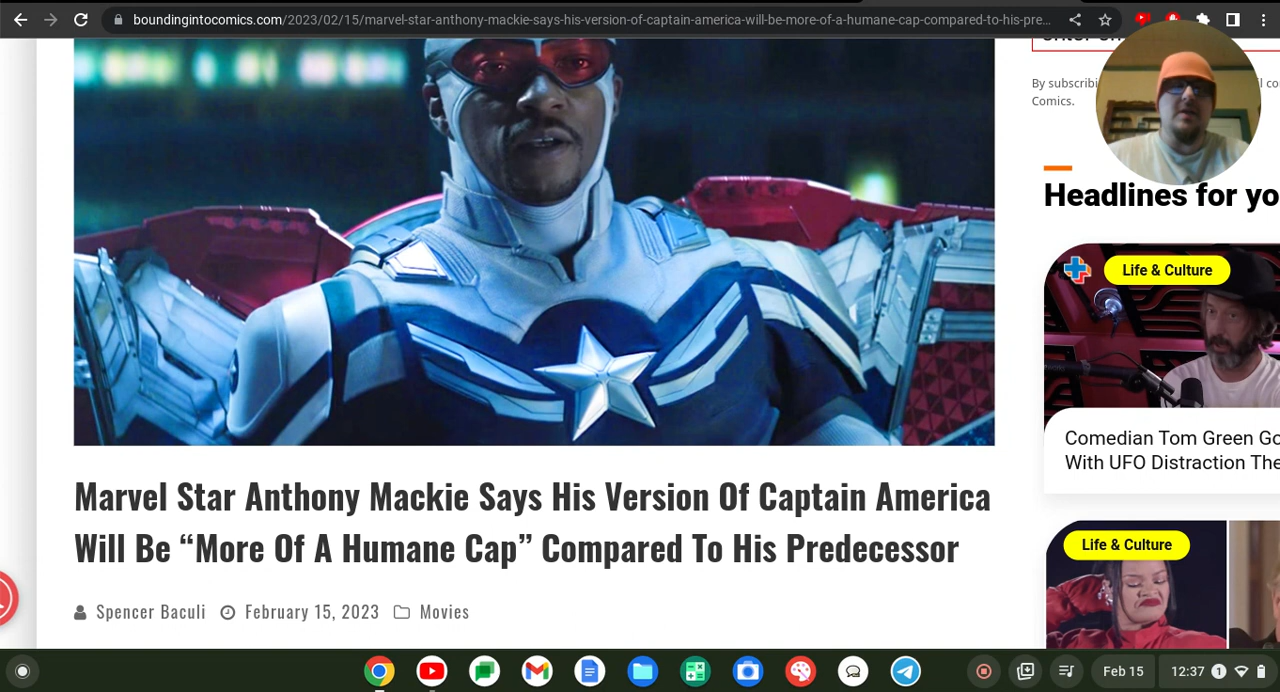 boundingintocomics.com/2023/02/15/marvel-star-anthony-mackie-says-his-version-of-captain-america-will-be-more-of-a-humane-cap-compared-to-his-pre...
By subscribi
Comics.
Headlines for yo
Life & Culture
Comedian Tom Green Go
With UFO Distraction The
Life & Culture
Marvel Star Anthony Mackie Says His Version Of Captain America
Will Be “More Of A Humane Cap” Compared To His Predecessor
Spencer Baculi February 15, 2023 Movies
Feb 15 12:37 1